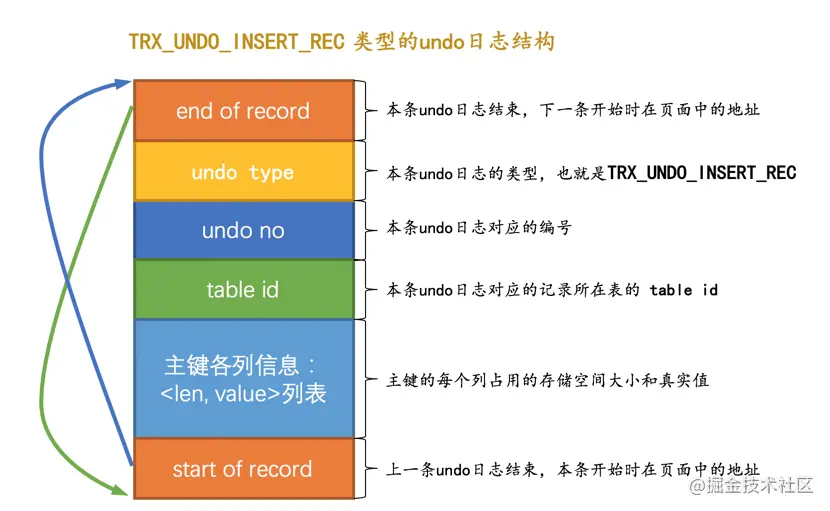 TRX_UNDO_INSERT_REC 类型的undo日志结构
end of record
本条undo日志结束，下一条开始时在页面中的地址
undo type
本条undo日志的类型，也就是TRX_UNDO_INSERT_REC
undo no
本条undo日志对应的编号
table id
本条undo日志对应的记录所在表的 table id
主键各列信息：
<len, value>列表
主键的每个列占用的存储空间大小和真实值
start of record
上一条undo日志结束，本条开始时在页面中的地址
@掘金技术社区